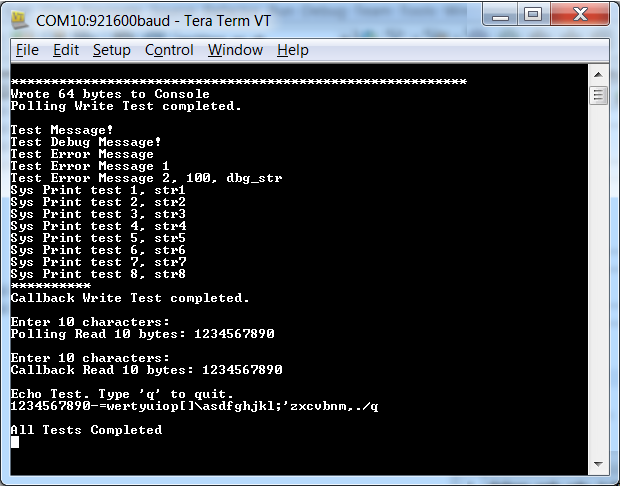 COM10:921600baud - Tera Term VT
File Edit Setup Control Window Help
*********************************************************
Wrote 64 bytes to Console
Polling Write Test completed.
Test Message!
Test Debug Message!
Test Error Message
Test Error Message 1
Test Error Message 2, 100, dbg_str
Sys Print test 1, str1
Sys Print test 2, str2
Sys Print test 3, str3
Sys Print test 4, str4
Sys Print test 5, str5
Sys Print test 6, str6
Sys Print test 7, str7
Sys Print test 8, str8
**********
Callback Write Test completed.
Enter 10 characters:
Polling Read 10 bytes: 1234567890
Enter 10 characters:
Callback Read 10 bytes: 1234567890
Echo Test. Type 'q' to quit.
1234567890-=wertyuiop[]\asdfghjkl;'zxcvbnm,./q
All Tests Completed